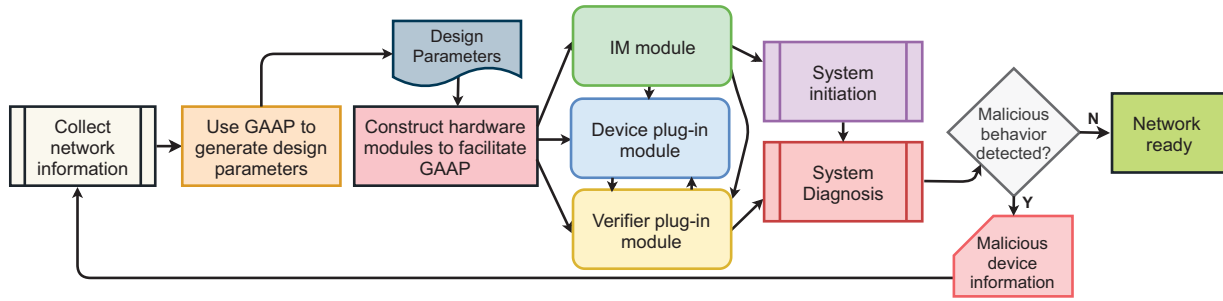 Collect
network
information
Use GAAP to
generate design
parameters
Design
Parameters
Construct hardware
modules to facilitate
GAAP
IM module
Device plug-in
module
Verifier plug-in
module
System
initiation
System
Diagnosis
Malicious
behavior
detected?
N
Network
ready
Y
Malicious
device
information